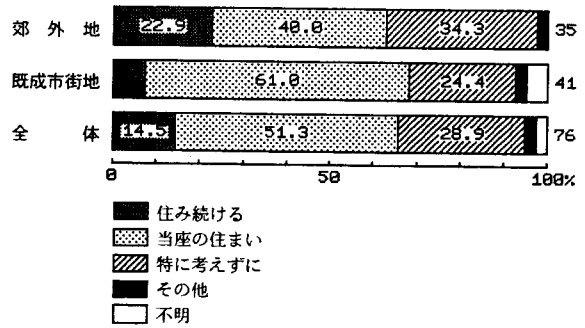 郊外地 22.9 40.0 34.3 35
既成市街地 61.0 24.4 41
全体 14.5 51.3 28.9 76
0 50 100%
住み続ける
当座の住まい
特に考えずに
その他
不明